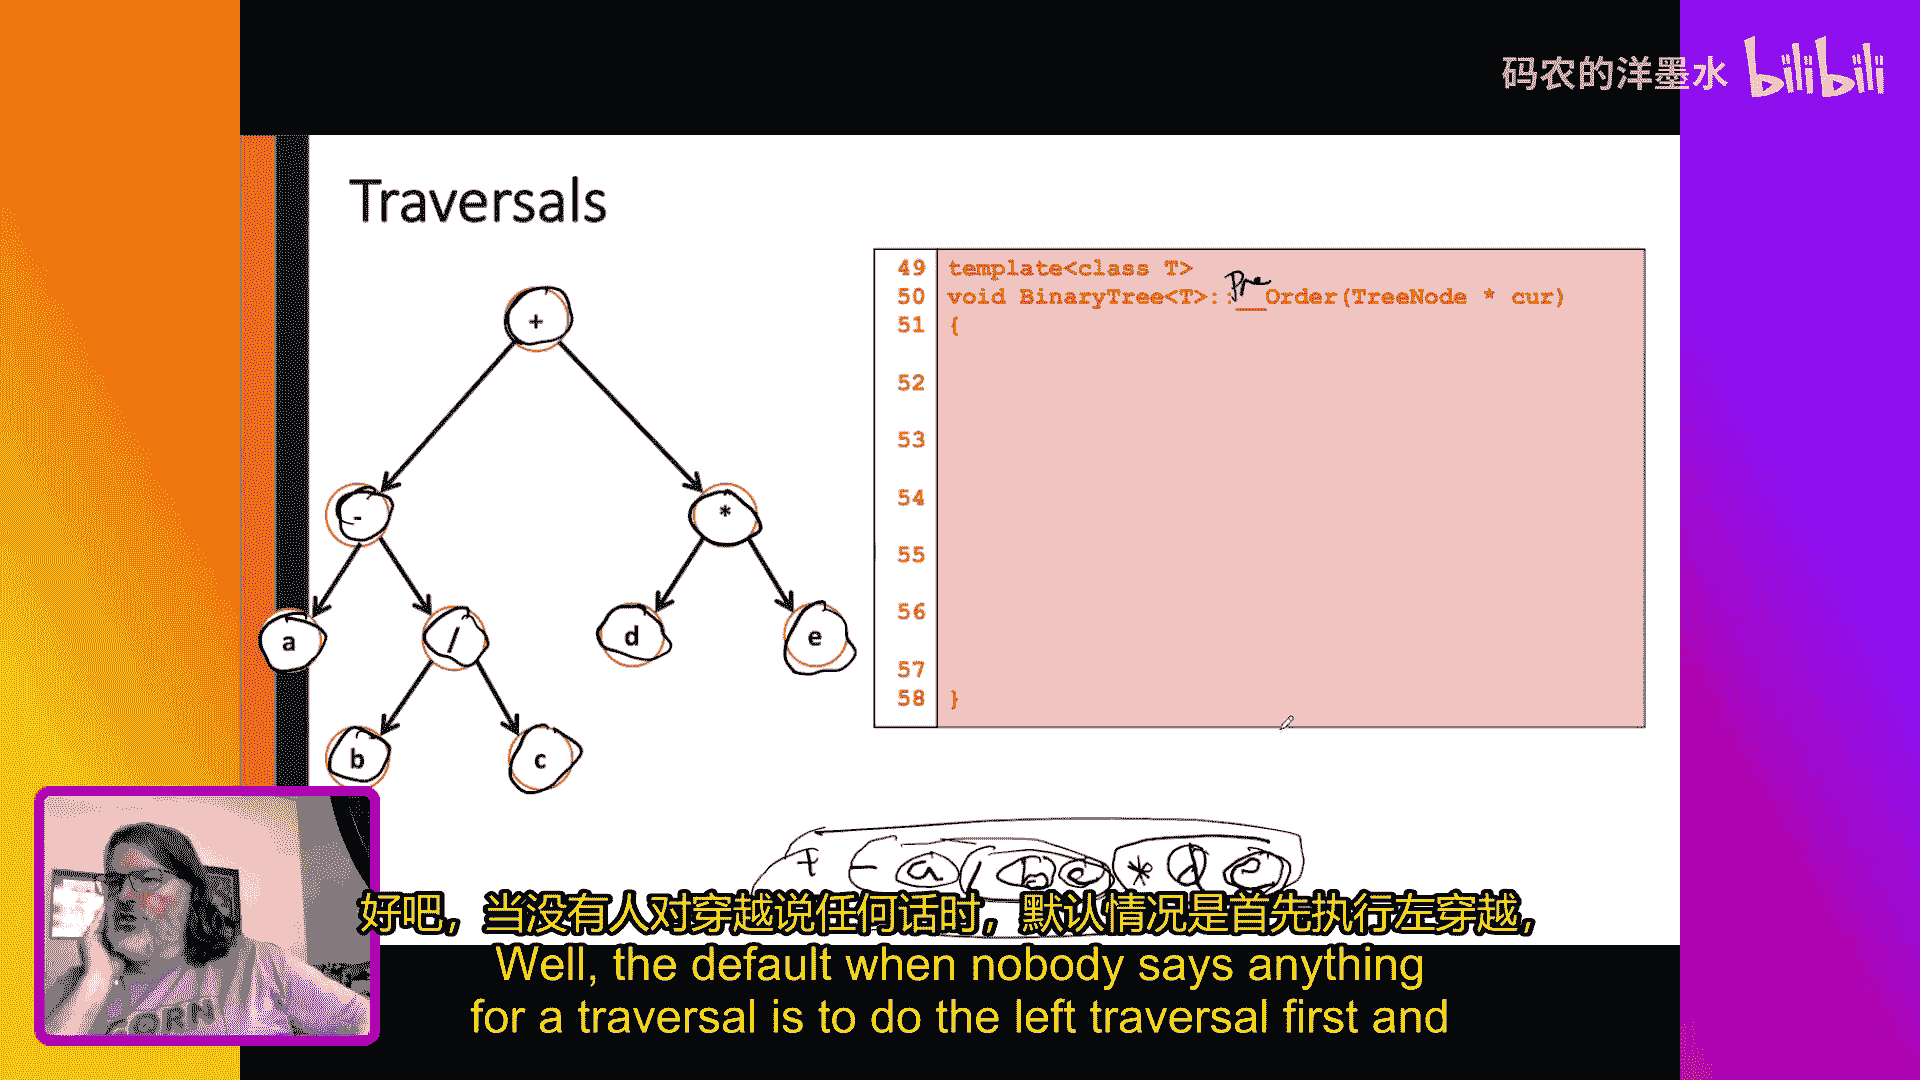 码农的洋墨水 bilibili
Traversals
49 template<class T>
50 void BinaryTree<T>::PreOrder(TreeNode * cur)
51 {
52
53
54
55
56
57
58 }
+
- *
a / d e
b c
+ - a / b c * d e
好吧，当没有人对穿越说任何话时，默认情况是首先执行左穿越，
Well, the default when nobody says anything
for a traversal is to do the left traversal first and